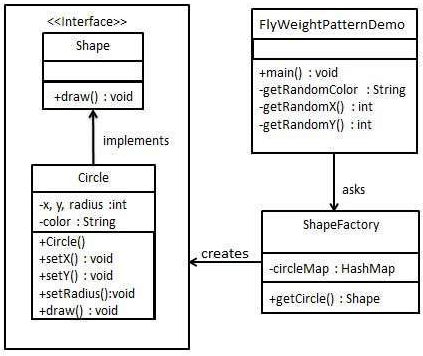 <<Interface>>
Shape
+draw() : void
implements
Circle
-x, y, radius :int
-color : String
+Circle()
+setX() : void
+setY() : void
+setRadius():void
+draw() : void
FlyWeightPatternDemo
+main() : void
-getRandomColor : String
-getRandomX() : int
-getRandomY() : int
asks
ShapeFactory
-circleMap : HashMap
+getCircle() : Shape
creates